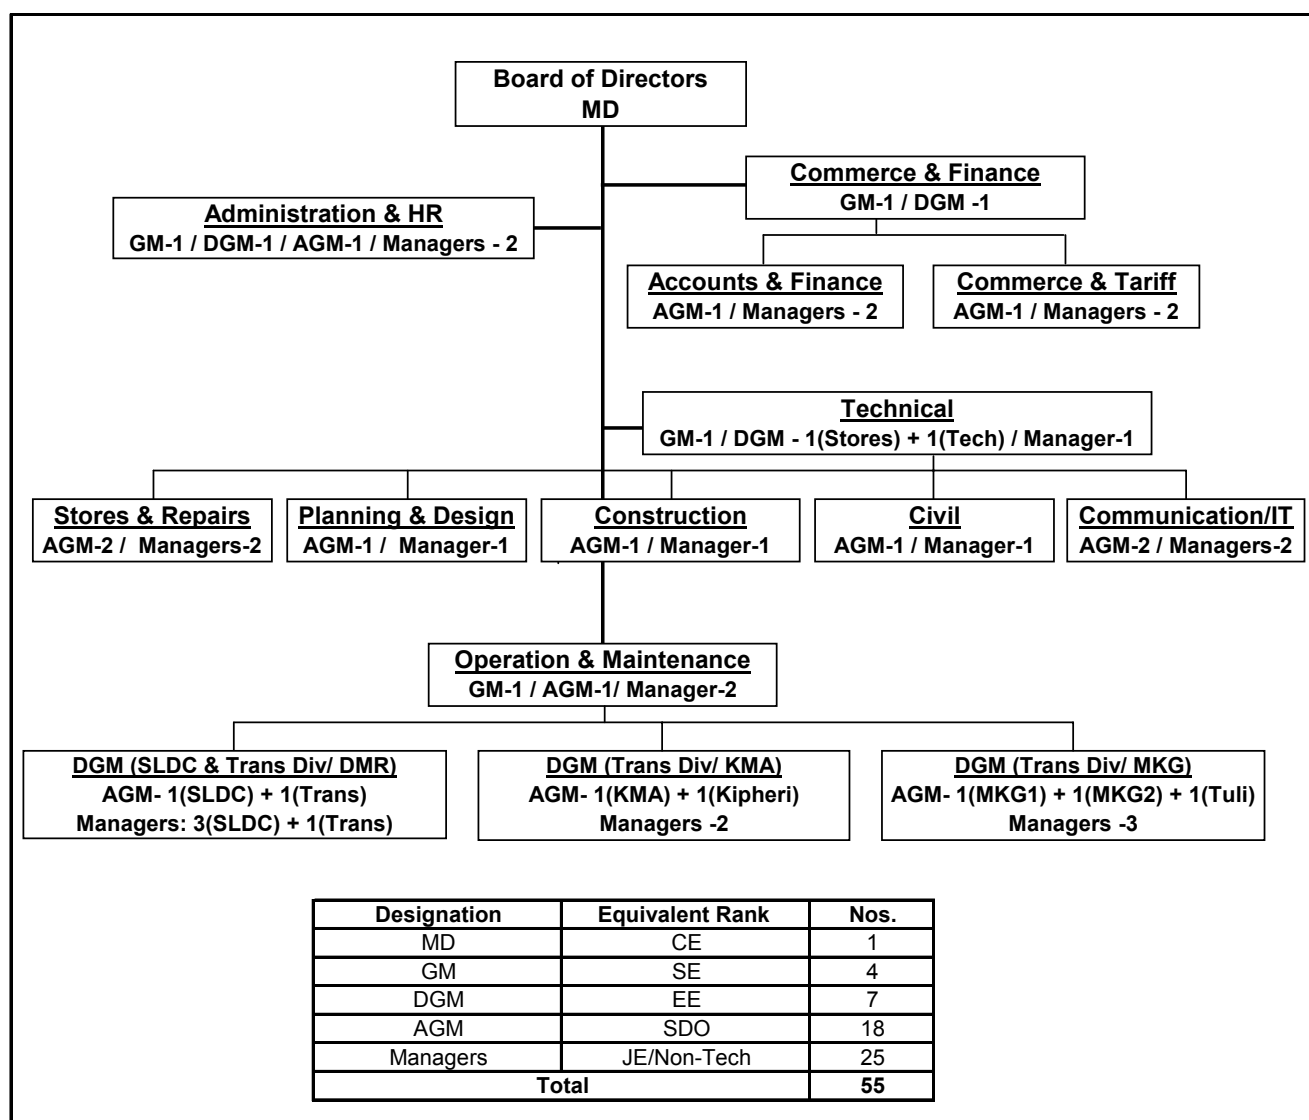 Board of Directors
MD
Commerce & Finance
GM-1 / DGM -1
Administration & HR
GM-1 / DGM-1 / AGM-1 / Managers - 2
Accounts & Finance
AGM-1 / Managers - 2
Commerce & Tariff
AGM-1 / Managers - 2
Technical
GM-1 / DGM - 1(Stores) + 1(Tech) / Manager-1
Stores & Repairs
AGM-2 / Managers-2
Planning & Design
AGM-1 / Manager-1
Construction
AGM-1 / Manager-1
Civil
AGM-1 / Manager-1
Communication/IT
AGM-2 / Managers-2
Operation & Maintenance
GM-1 / AGM-1/ Manager-2
DGM (SLDC & Trans Div/ DMR)
AGM- 1(SLDC) + 1(Trans)
Managers: 3(SLDC) + 1(Trans)
DGM (Trans Div/ KMA)
AGM- 1(KMA) + 1(Kipheri)
Managers -2
DGM (Trans Div/ MKG)
AGM- 1(MKG1) + 1(MKG2) + 1(Tuli)
Managers -3
Designation Equivalent Rank Nos.
MD CE 1
GM SE 4
DGM EE 7
AGM SDO 18
Managers JE/Non-Tech 25
Total 55